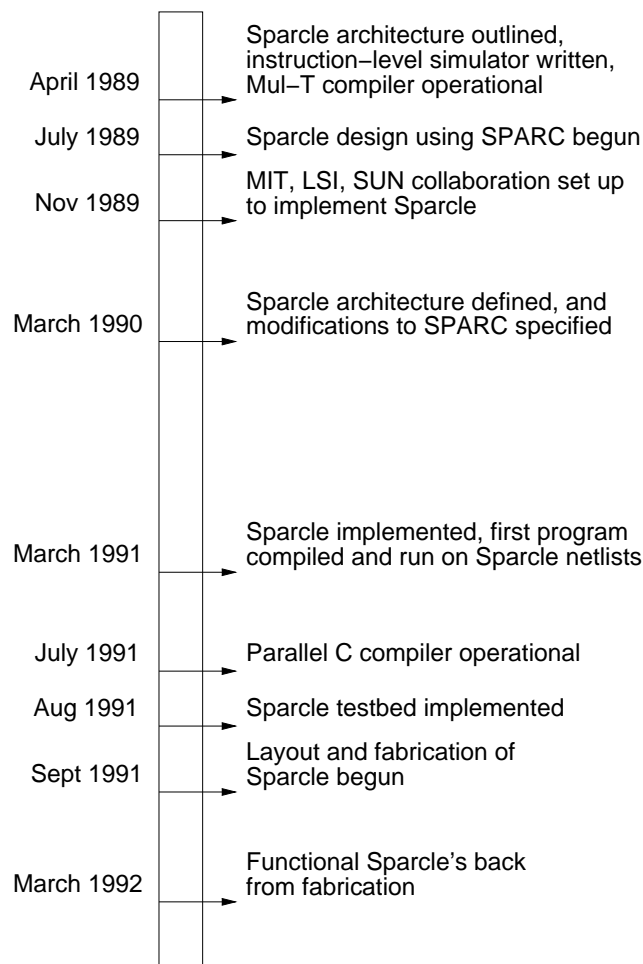 Sparcle architecture outlined,
instruction−level simulator written,
April 1989
Mul−T compiler operational
July 1989
Sparcle design using SPARC begun
Nov 1989
MIT, LSI, SUN collaboration set up
to implement Sparcle
March 1990
Sparcle architecture defined, and
modifications to SPARC specified
March 1991
Sparcle implemented, first program
compiled and run on Sparcle netlists
July 1991
Parallel C compiler operational
Aug 1991
Sparcle testbed implemented
Sept 1991
Layout and fabrication of
Sparcle begun
March 1992
Functional Sparcle's back
from fabrication